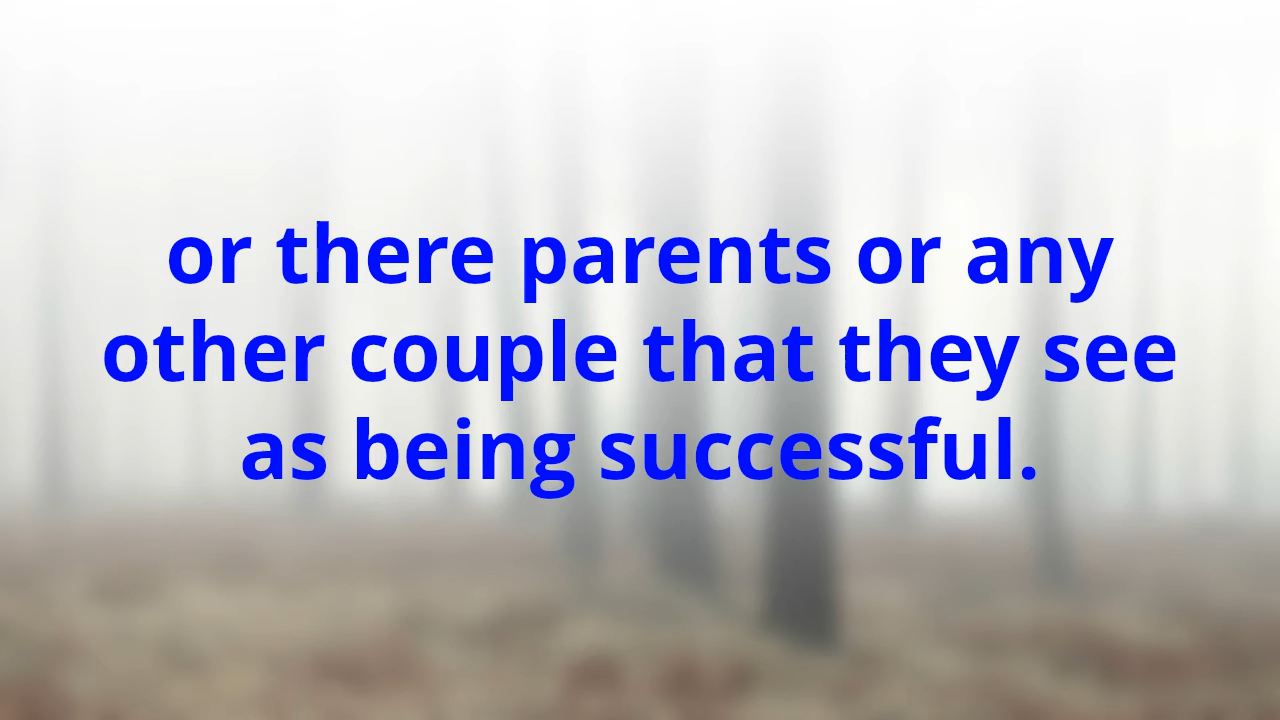 or there parents or any
other couple that they see
as being successful.